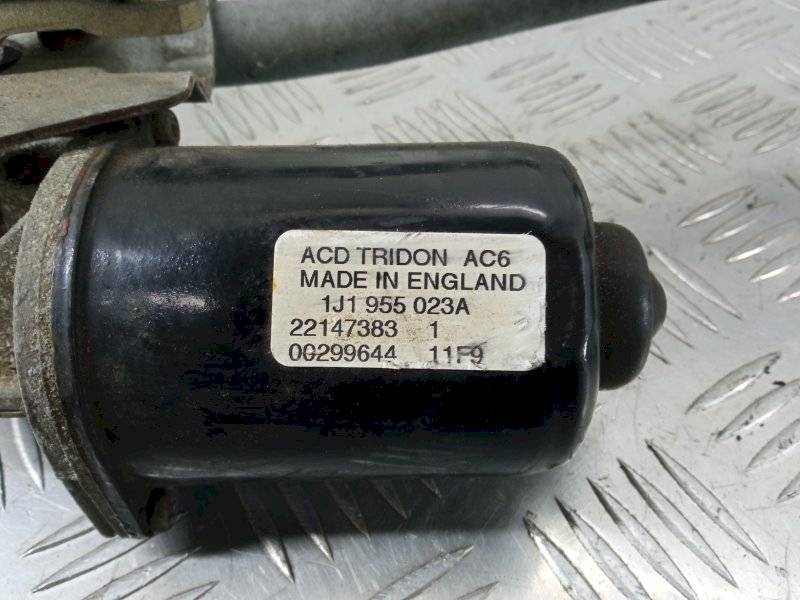 ACD TRIDON AC6
MADE IN ENGLAND
1J1 955 023A
22147383 1
00299644 11F9